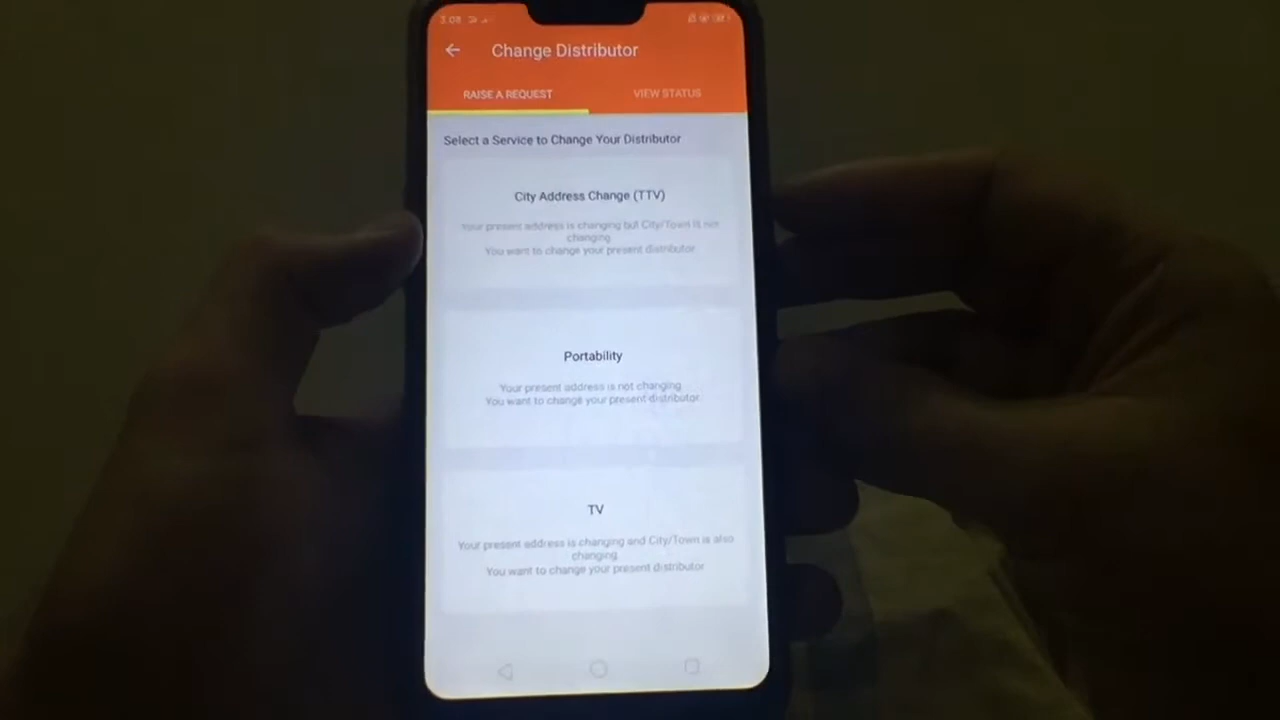 3:08
Change Distributor
RAISE A REQUEST
VIEW STATUS
Select a Service to Change Your Distributor
City Address Change (TTV)
Your present address is changing but City/Town is not
changing.
You want to change your present distributor.
Portability
Your present address is not changing.
You want to change your present distributor.
TV
Your present address is changing and City/Town is also
changing.
You want to change your present distributor.